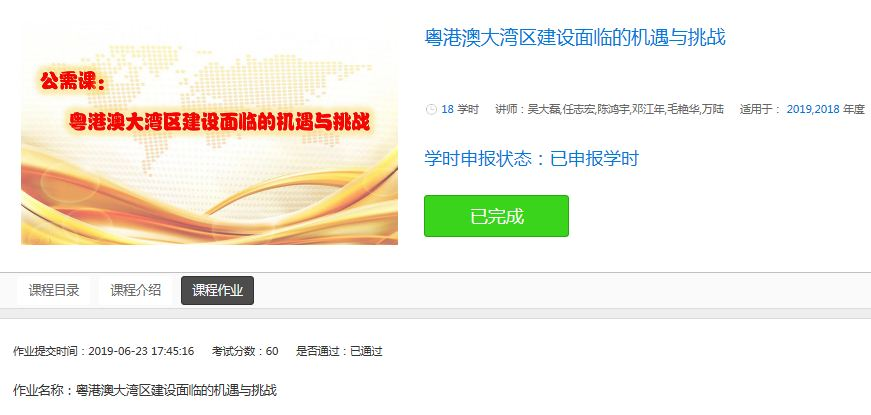 公需课：
粤港澳大湾区建设面临的机遇与挑战
粤港澳大湾区建设面临的机遇与挑战
18 学时 讲师：吴大磊,任志宏,陈鸿宇,邓江年,毛艳华,万陆 适用于： 2019,2018 年度
学时申报状态：已申报学时
已完成
课程目录 课程介绍 课程作业
作业提交时间：2019-06-23 17:45:16 考试分数：60 是否通过：已通过
作业名称：粤港澳大湾区建设面临的机遇与挑战